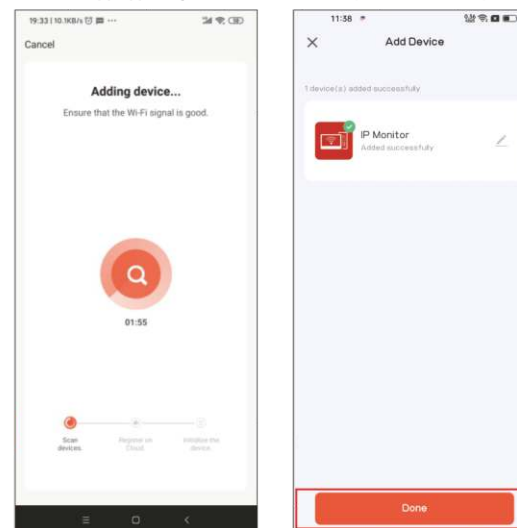 19:33 | 10.1KB/s
Cancel
Adding device...
Ensure that the Wi-Fi signal is good.
01:55
Scan devices.
Register on Cloud.
Initialize the device.
11:38
Add Device
1 device(s) added successfully
IP Monitor
Added successfully
Done